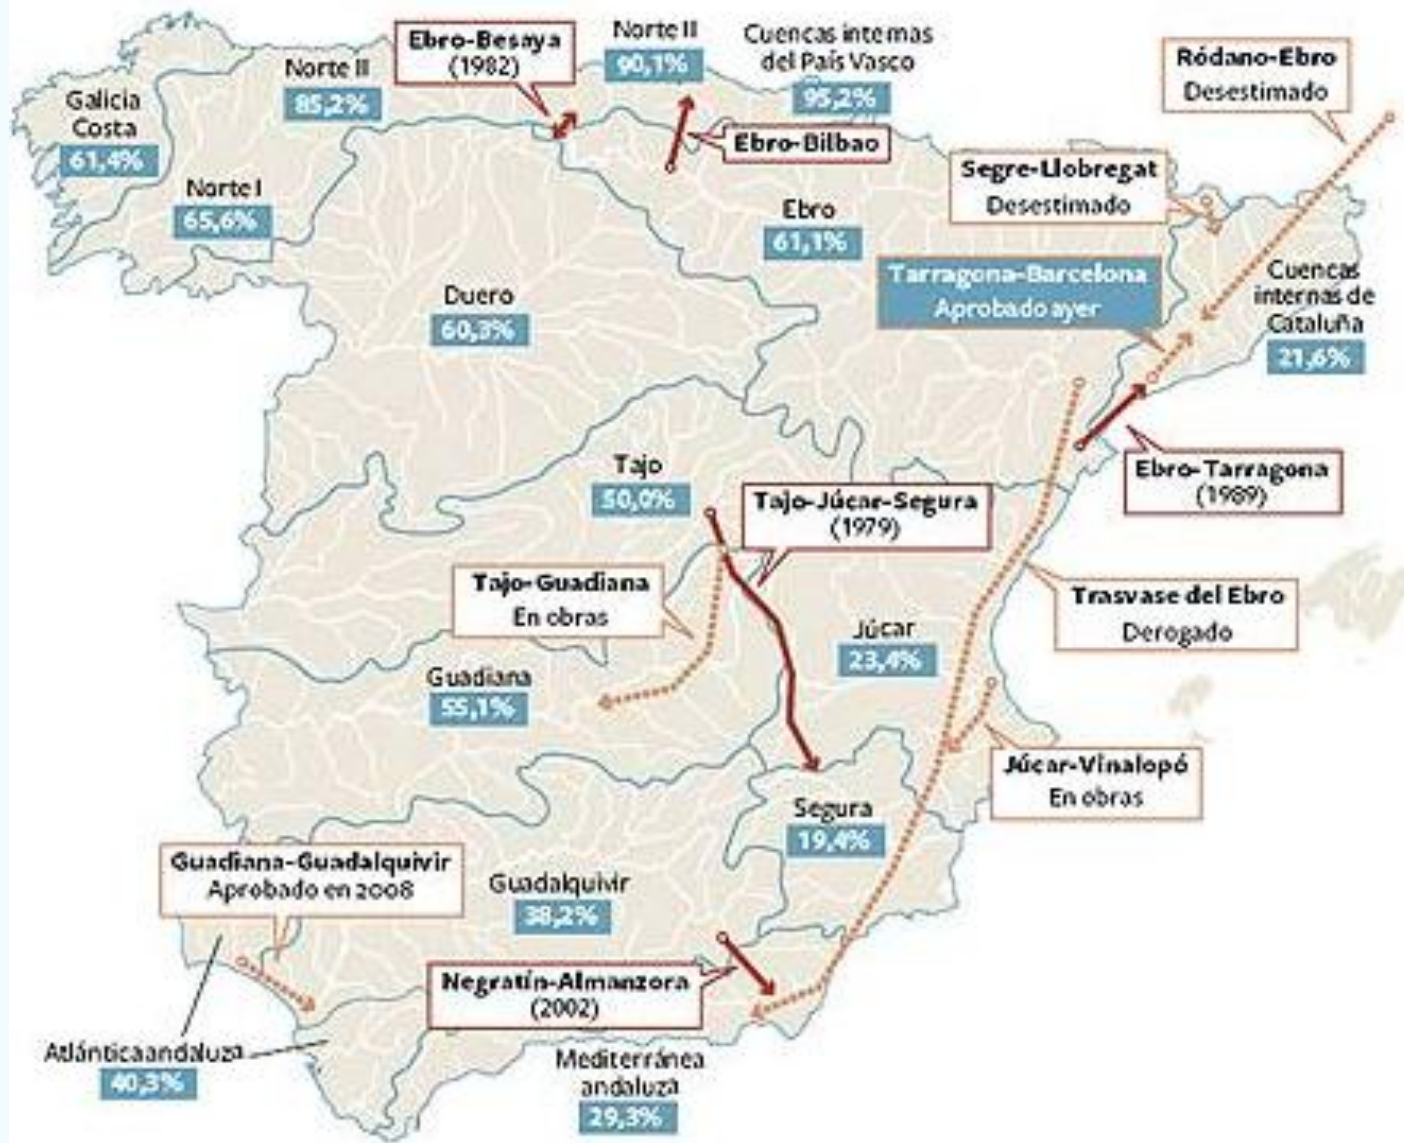 Ebro-Besaya
(1982)
Norte II
90,1%
Cuencas internas
del País Vasco
95,2%
Ródano-Ebro
Desestimado
Norte II
85,2%
Galicia
Costa
61,4%
Ebro-Bilbao
Segre-Llobregat
Desestimado
Norte I
65,6%
Ebro
61,1%
Tarragona-Barcelona
Aprobado ayer
Cuencas
internas de
Cataluña
21,6%
Duero
60,3%
Tajo
50,0%
Tajo-Júcar-Segura
(1979)
Ebro-Tarragona
(1989)
Tajo-Guadiana
En obras
Trasvase del Ebro
Derogado
Júcar
23,4%
Guadiana
55,1%
Júcar-Vinalopó
En obras
Segura
19,4%
Guadiana-Guadalquivir
Aprobado en 2008
Guadalquivir
38,2%
Negratín-Almanzora
(2002)
Atlántica andaluza
40,3%
Mediterránea
andaluza
29,3%